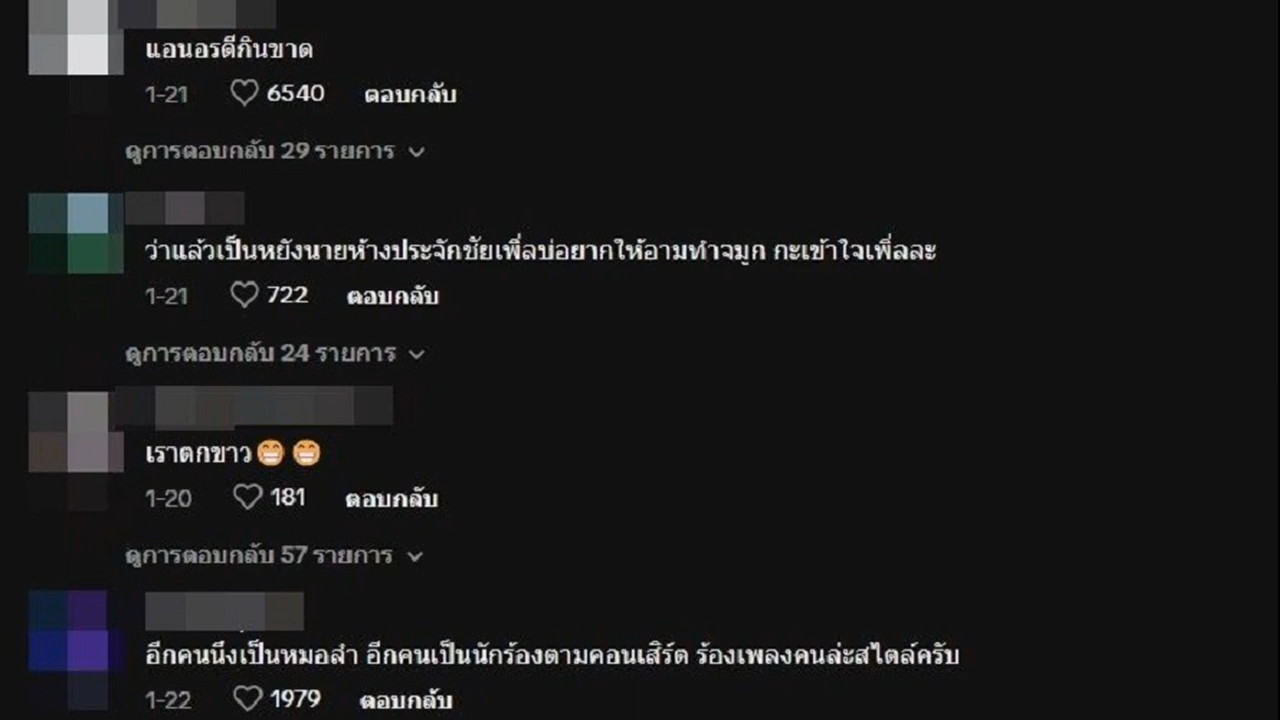 แอนอรดีกินขาด
1-21 6540 ตอบกลับ
ดูการตอบกลับ 29 รายการ
ว่าแล้วเป็นหยังนายห้างประจักชัยเพิ่ลบ่อยากให้อามทำจมูก กะเข้าใจเพิ่ลละ
1-21 722 ตอบกลับ
ดูการตอบกลับ 24 รายการ
เราตกขาว😁😁
1-20 181 ตอบกลับ
ดูการตอบกลับ 57 รายการ
อีกคนนึงเป็นหมอลำ อีกคนเป็นนักร้องตามคอนเสิร์ต ร้องเพลงคนล่ะสไตล์ครับ
1-22 1979 ตอบกลับ